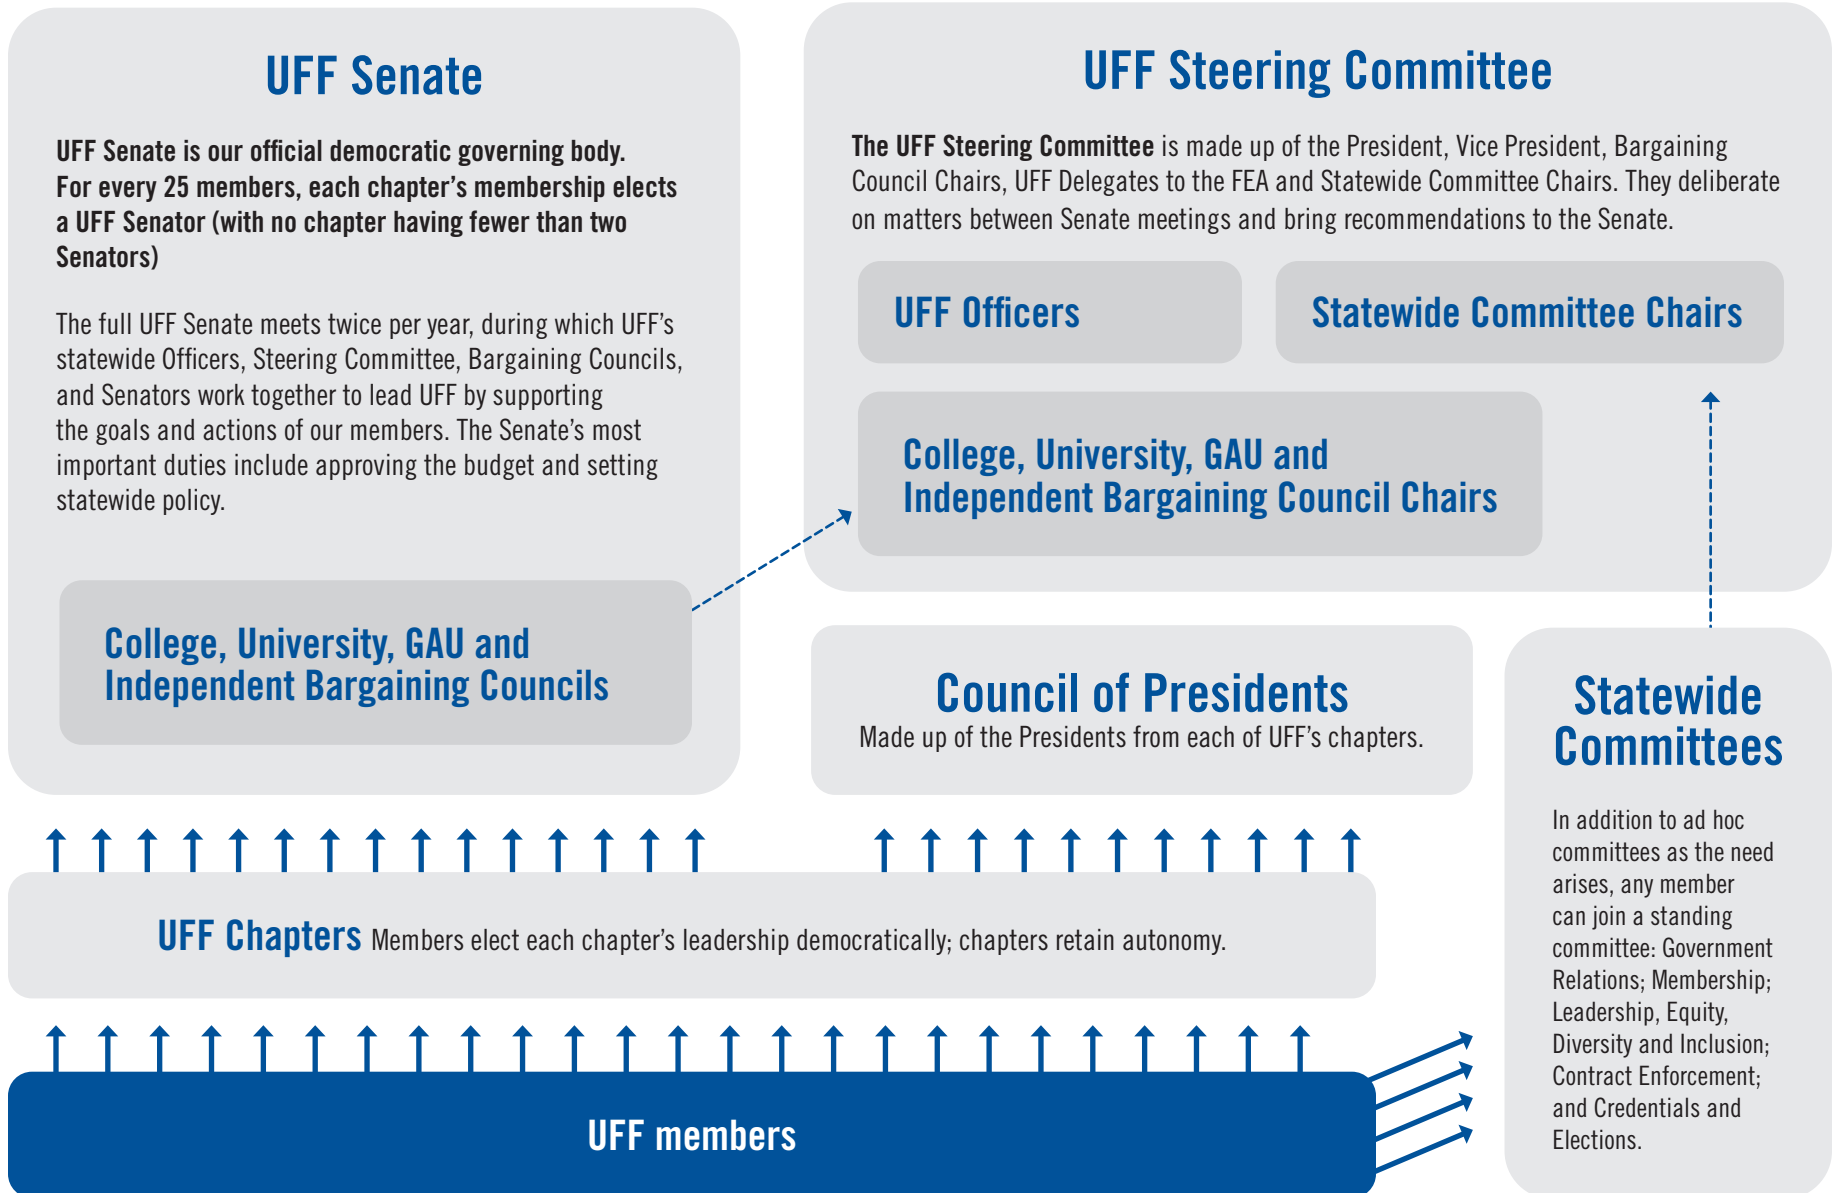 UFF Senate
UFF Senate is our official democratic governing body.
For every 25 members, each chapter’s membership elects
a UFF Senator (with no chapter having fewer than two
Senators)
The full UFF Senate meets twice per year, during which UFF’s
statewide Officers, Steering Committee, Bargaining Councils,
and Senators work together to lead UFF by supporting
the goals and actions of our members. The Senate’s most
important duties include approving the budget and setting
statewide policy.
College, University, GAU and
Independent Bargaining Councils
UFF Steering Committee
The UFF Steering Committee is made up of the President, Vice President, Bargaining
Council Chairs, UFF Delegates to the FEA and Statewide Committee Chairs. They deliberate
on matters between Senate meetings and bring recommendations to the Senate.
UFF Officers
Statewide Committee Chairs
College, University, GAU and
Independent Bargaining Council Chairs
Council of Presidents
Made up of the Presidents from each of UFF’s chapters.
Statewide
Committees
In addition to ad hoc
committees as the need
arises, any member
can join a standing
committee: Government
Relations; Membership;
Leadership, Equity,
Diversity and Inclusion;
Contract Enforcement;
and Credentials and
Elections.
UFF Chapters Members elect each chapter’s leadership democratically; chapters retain autonomy.
UFF members